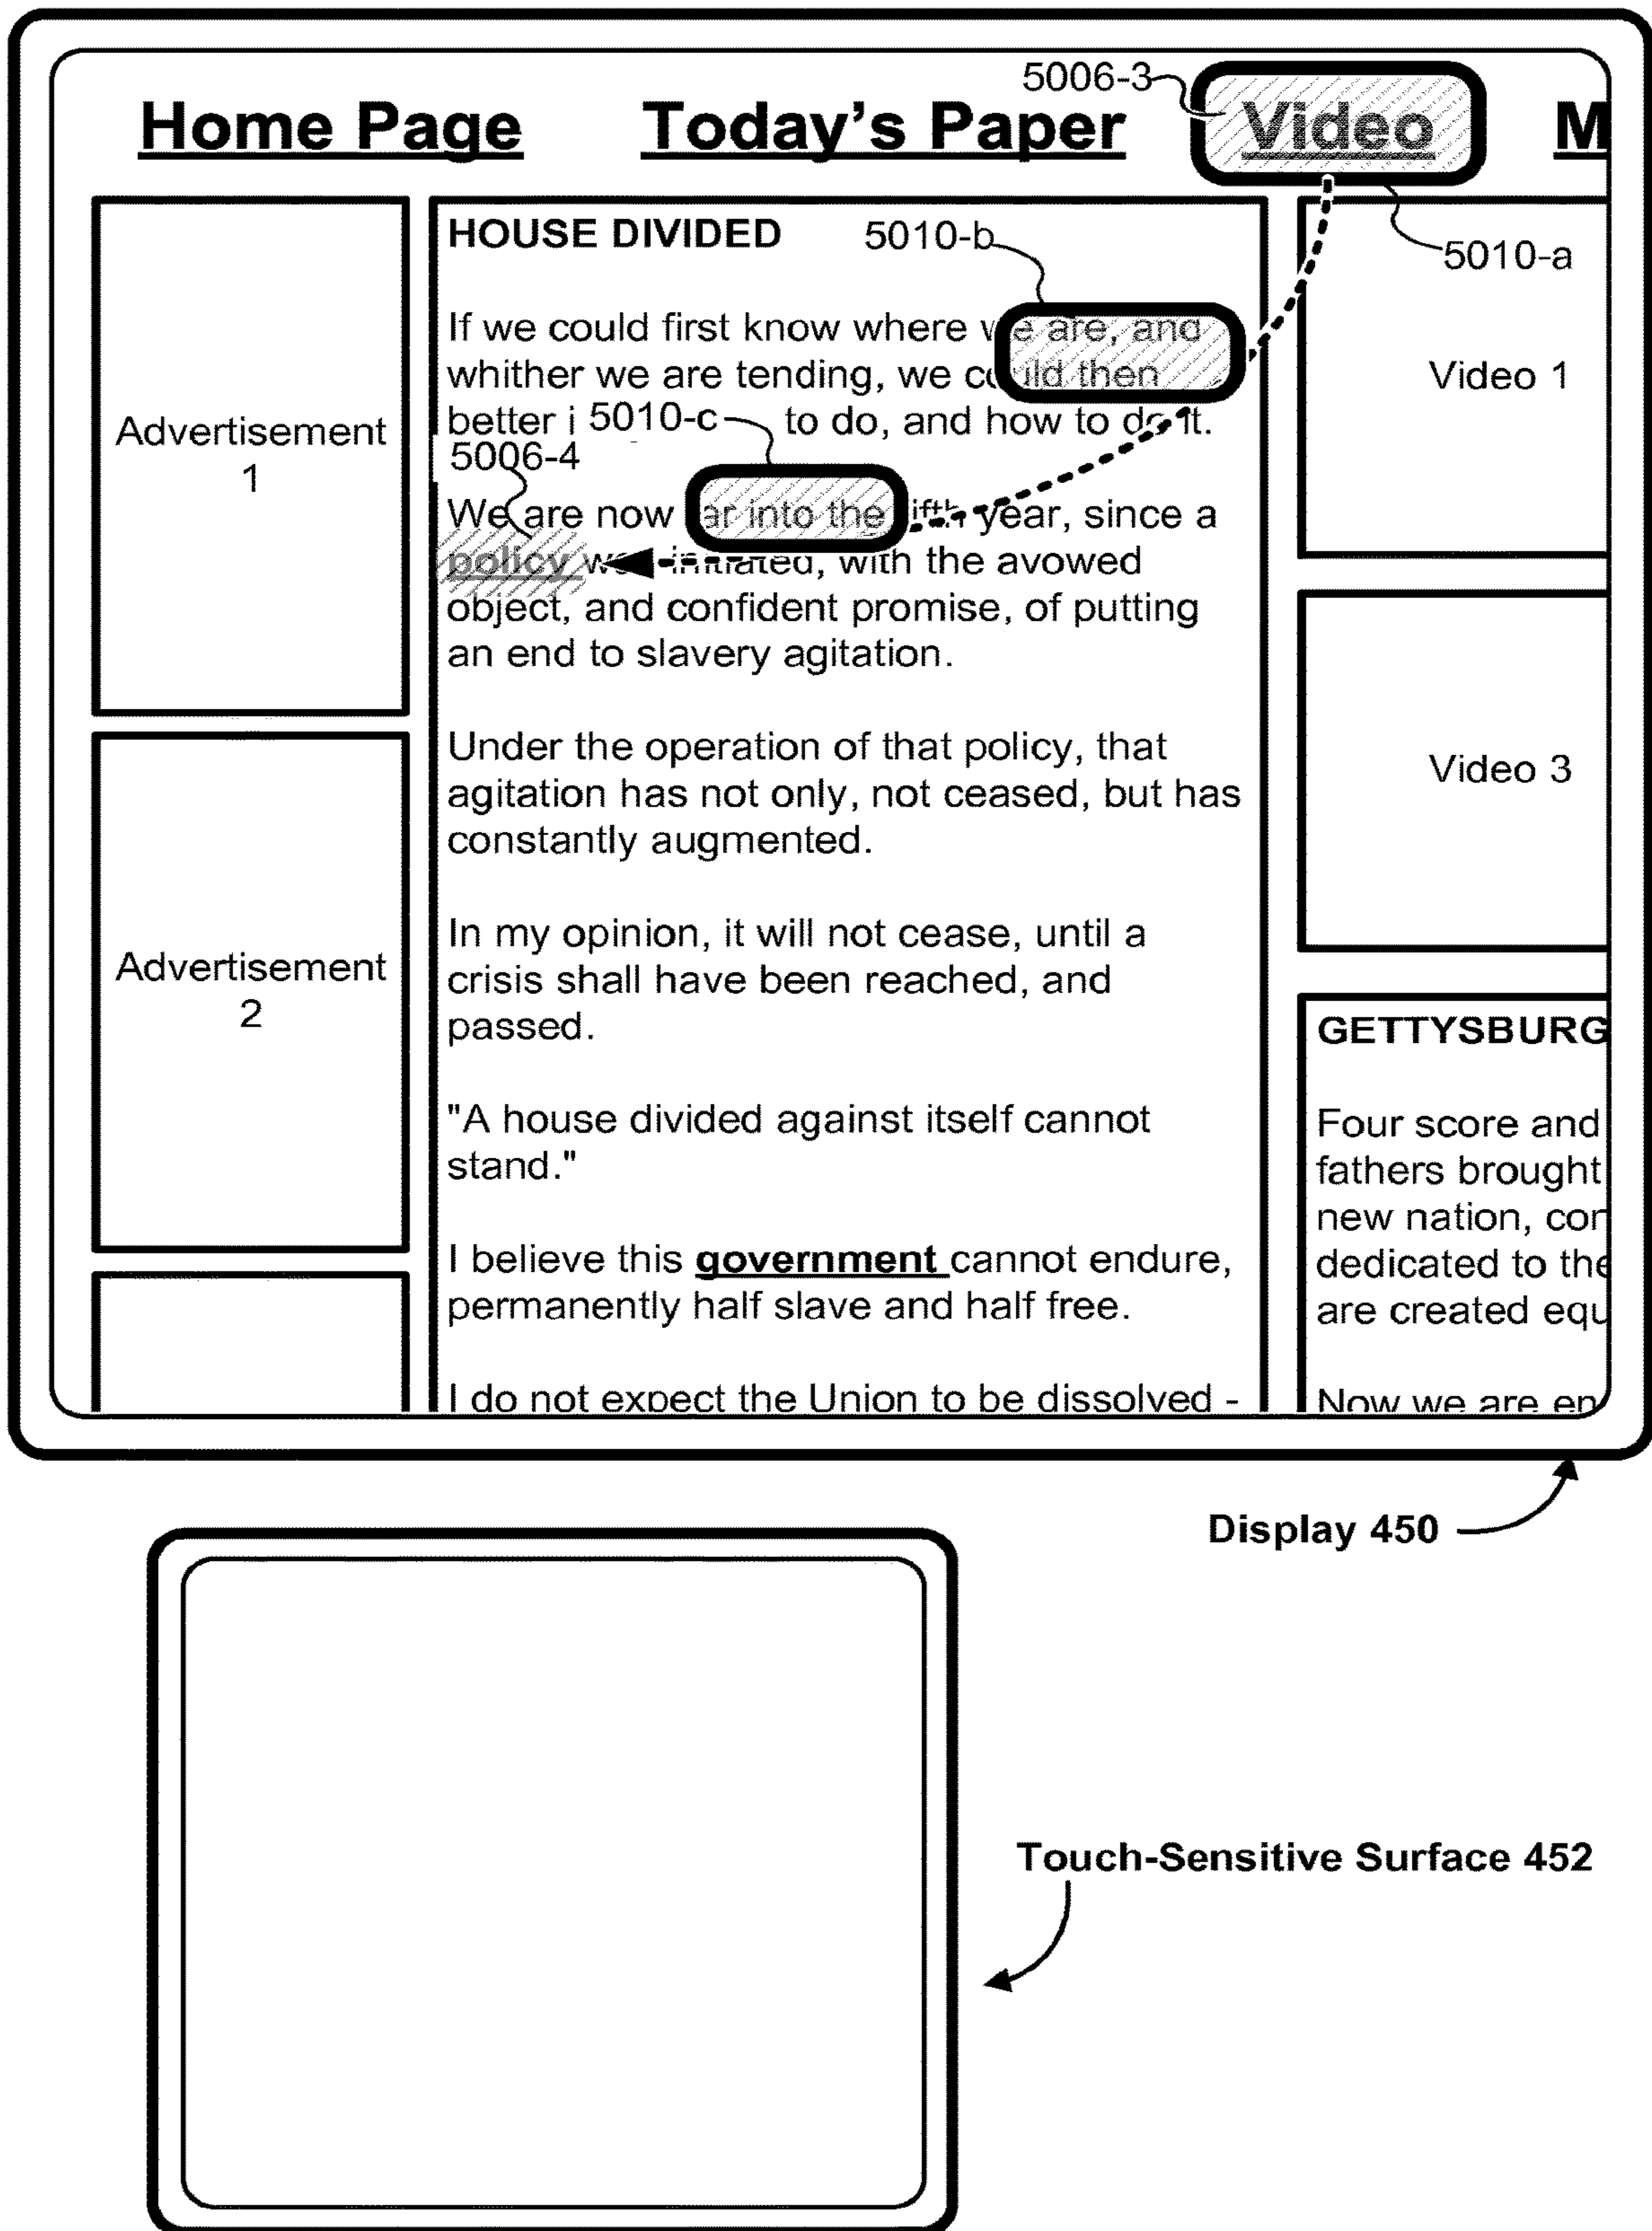 5006-3
Home Page Today's Paper Video M
HOUSE DIVIDED 5010-b
5010-a
If we could first know where we are, and
whither we are tending, we could then
better i 5010-c to do, and how to do it.
5006-4
We are now ar into the ifth year, since a
policy initiated, with the avowed
object, and confident promise, of putting
an end to slavery agitation.
Under the operation of that policy, that
agitation has not only, not ceased, but has
constantly augmented.
In my opinion, it will not cease, until a
crisis shall have been reached, and
passed.
"A house divided against itself cannot
stand."
I believe this government cannot endure,
permanently half slave and half free.
I do not expect the Union to be dissolved -
Advertisement
1
Advertisement
2
Video 1
Video 3
GETTYSBURG
Four score and
fathers brought
new nation, con
dedicated to the
are created equ
Now we are en
Display 450
Touch-Sensitive Surface 452